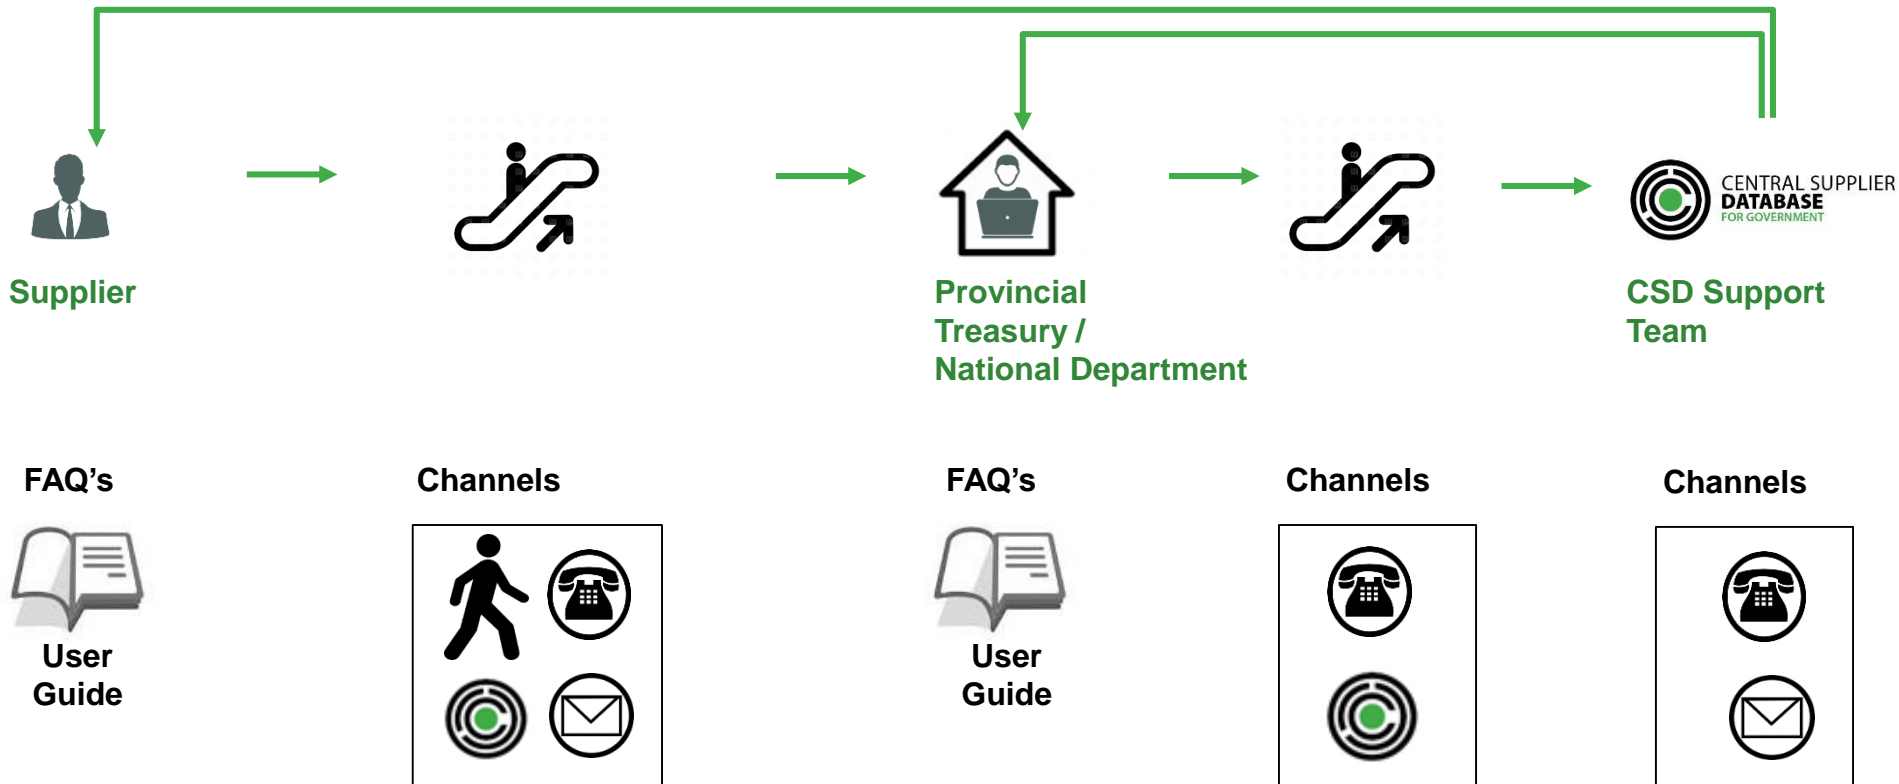 CENTRAL SUPPLIER
DATABASE
FOR GOVERNMENT
Supplier
Provincial
Treasury /
National Department
CSD Support
Team
FAQ's
Channels
FAQ's
Channels
Channels
User
Guide
User
Guide